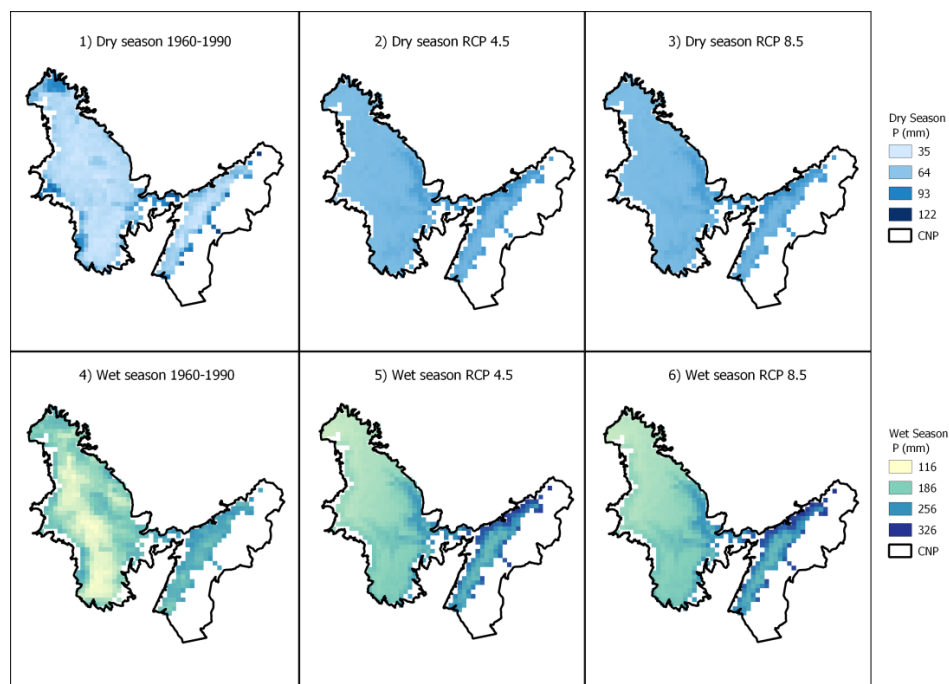 1) Dry season 1960-1990
2) Dry season RCP 4.5
3) Dry season RCP 8.5
Dry Season
P (mm)
35
64
93
122
CNP
4) Wet season 1960-1990
5) Wet season RCP 4.5
6) Wet season RCP 8.5
Wet Season
P (mm)
116
186
256
326
CNP